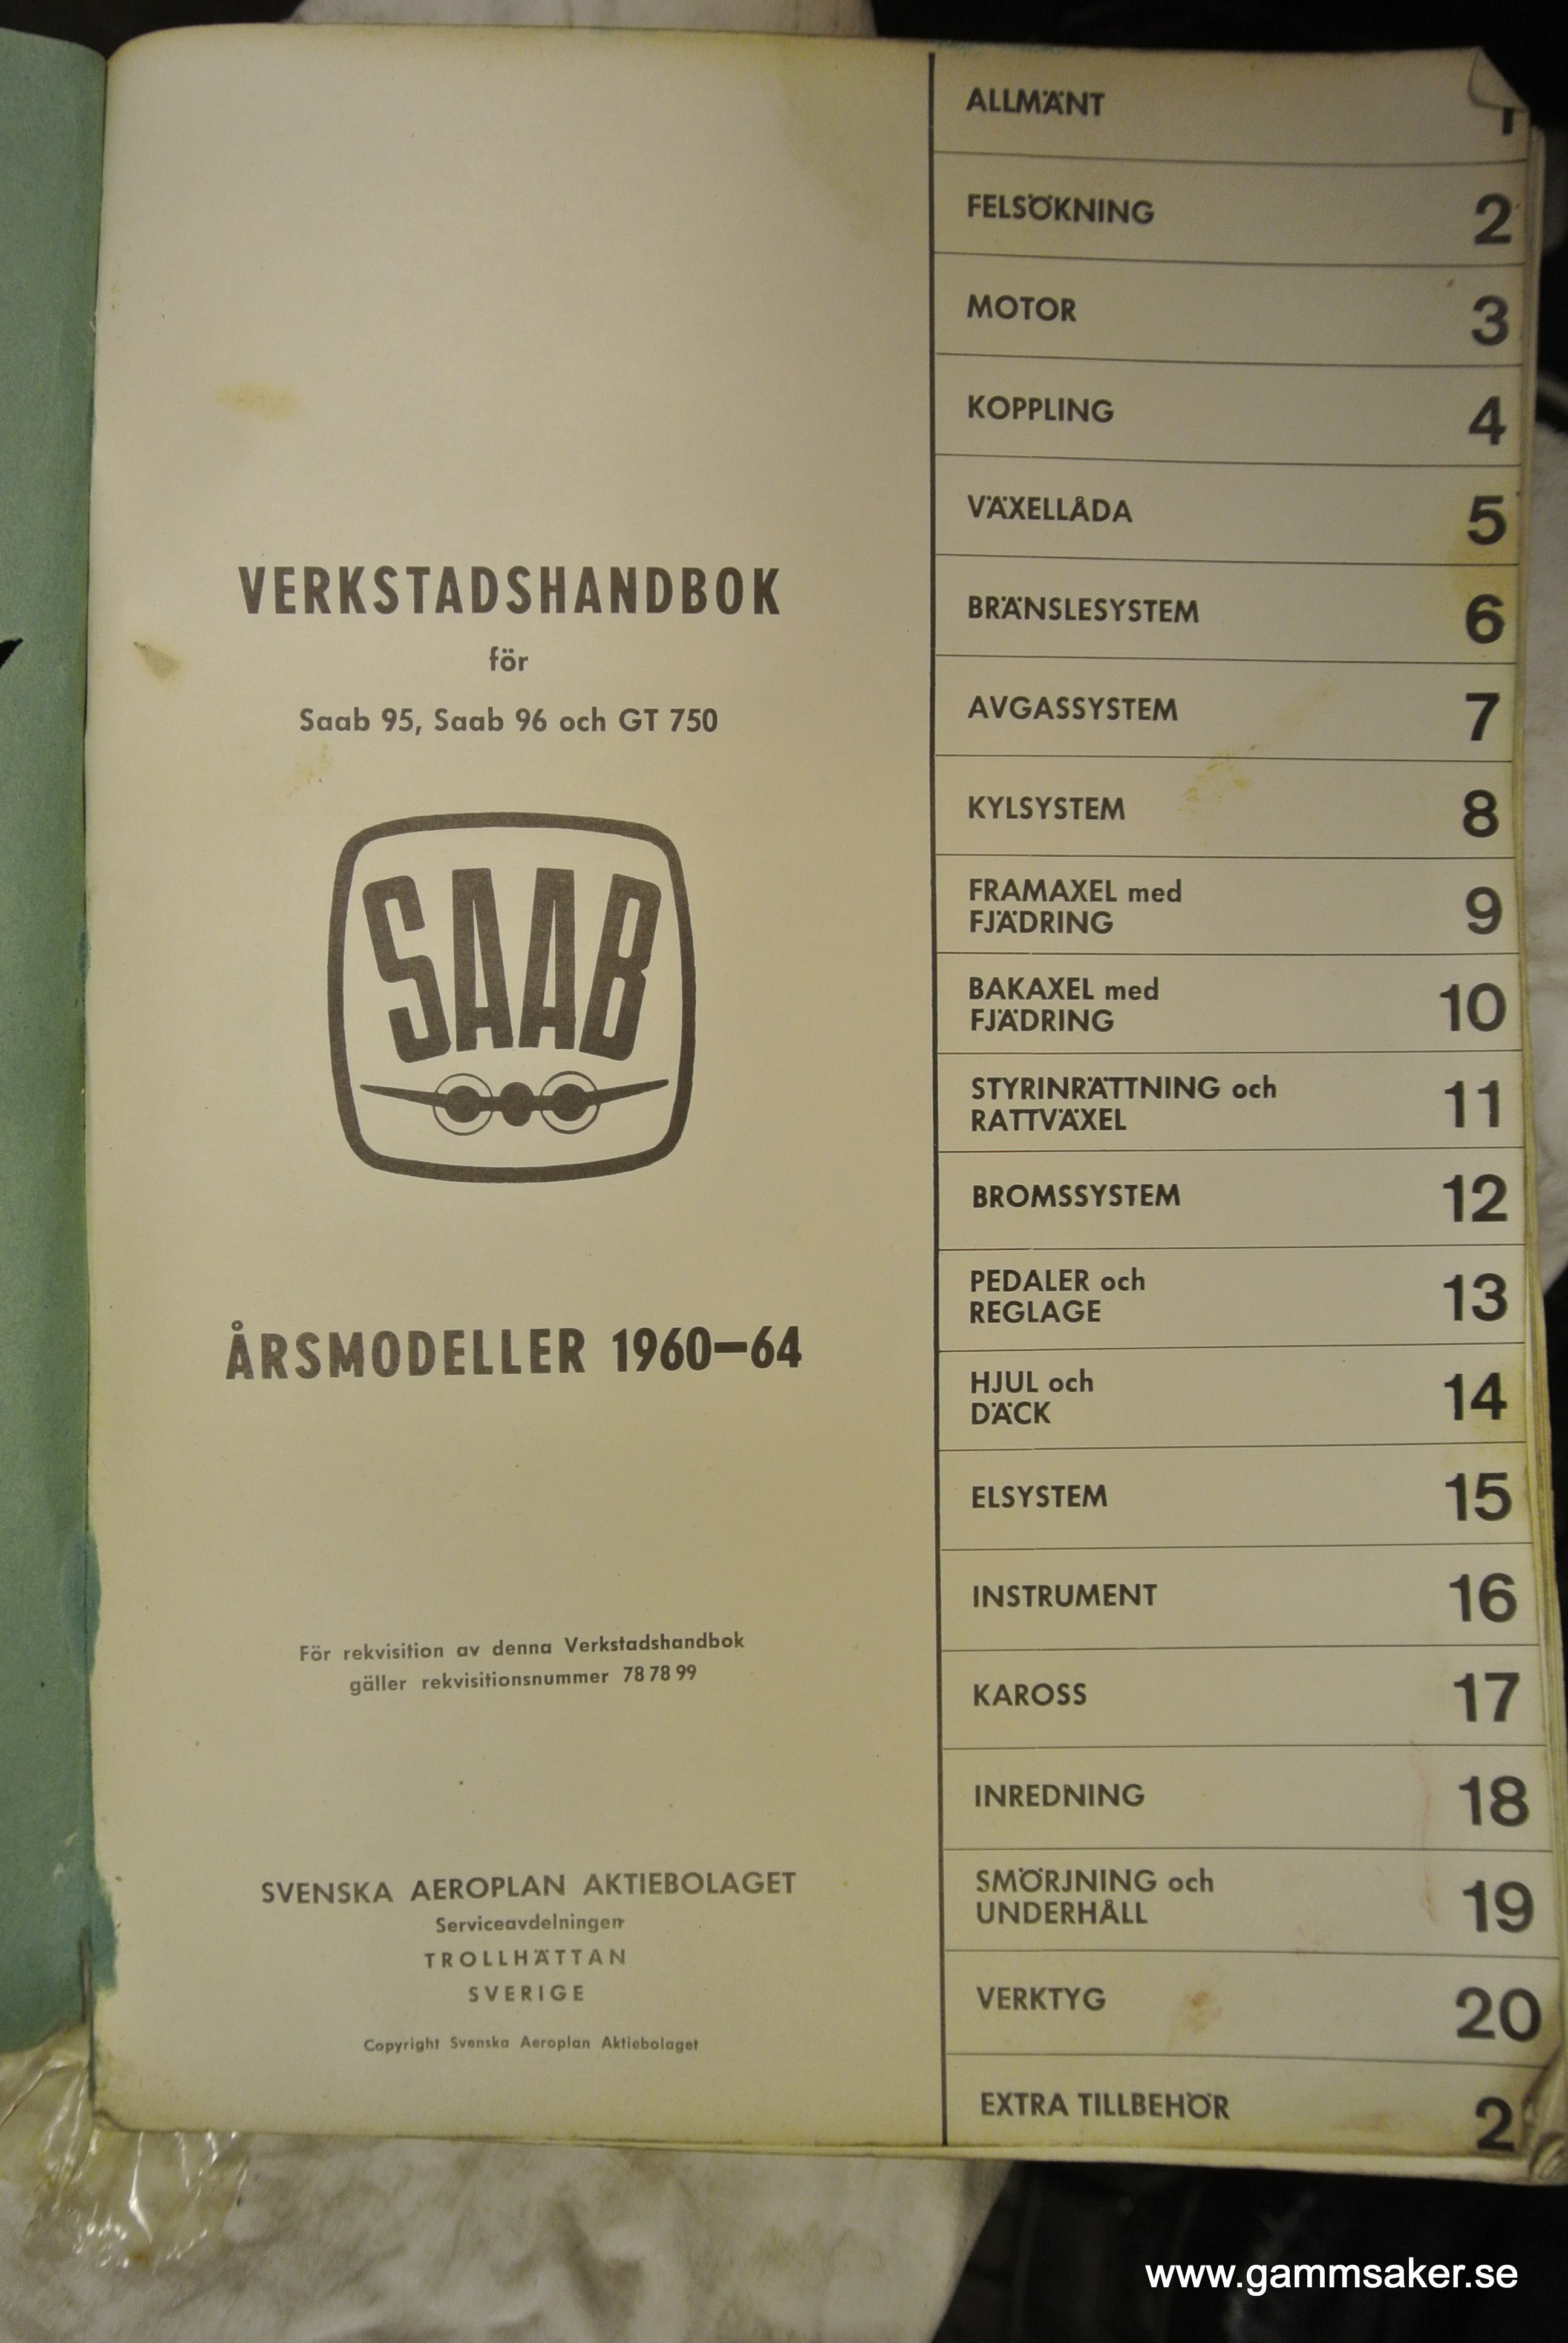 VERKSTADSHANDBOK
för
Saab 95, Saab 96 och GT 750
SAAB
ÅRSMODELLER 1960—64
För rekvisition av denna Verkstadshandbok
gäller rekvisitionsnummer 78 78 99
SVENSKA AEROPLAN AKTIEBOLAGET
Serviceavdelningen
TROLLHÄTTAN
SVERIGE
Copyright Svenska Aeroplan Aktiebolaget
ALLMÄNT 1
FELSÖKNING 2
MOTOR 3
KOPPLING 4
VÄXELLÅDA 5
BRÄNSLESYSTEM 6
AVGASSYSTEM 7
KYLSYSTEM 8
FRAMAXEL med
FJÄDRING 9
BAKAXEL med
FJÄDRING 10
STYRINRÄTTNING och
RATTVÄXEL 11
BROMSSYSTEM 12
PEDALER och
REGLAGE 13
HJUL och
DÄCK 14
ELSYSTEM 15
INSTRUMENT 16
KAROSS 17
INREDNING 18
SMÖRJNING och
UNDERHÅLL 19
VERKTYG 20
EXTRA TILLBEHÖR 2
www.gammsaker.se